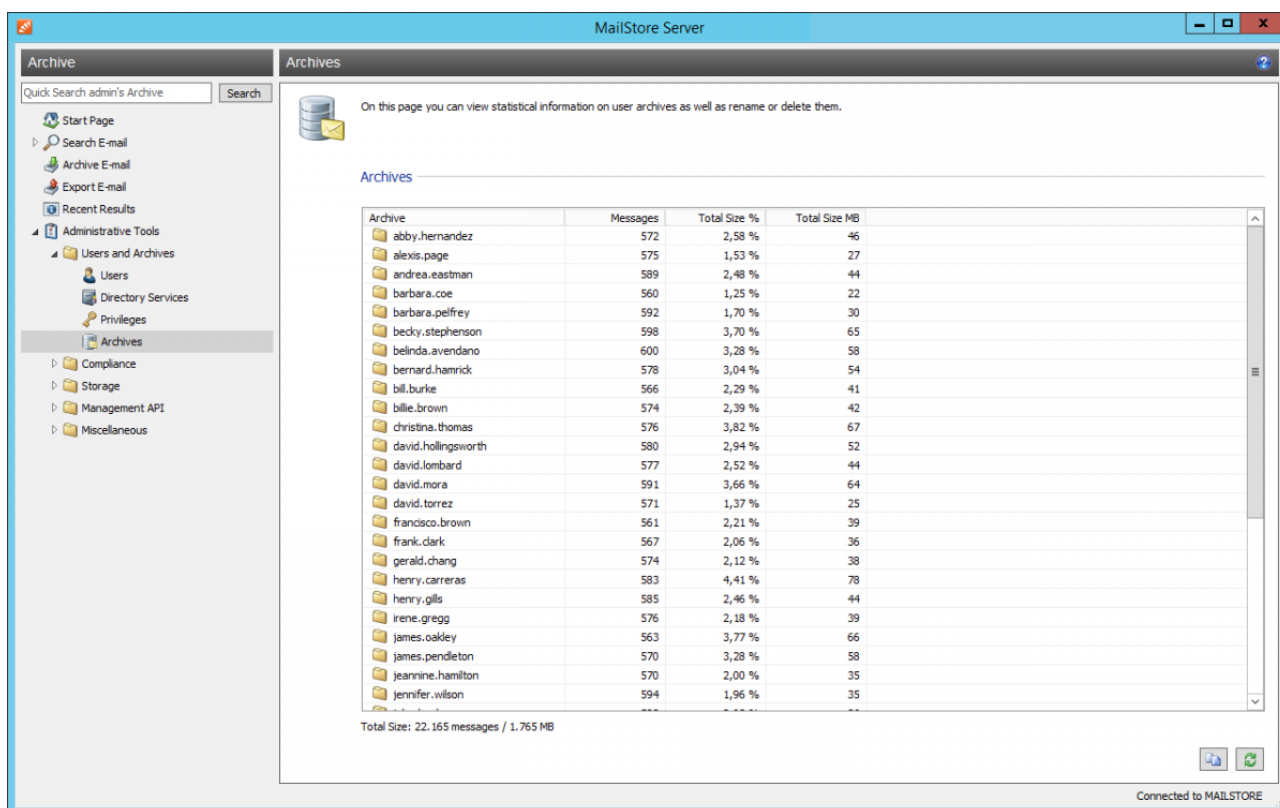 MailStore Server
Archive
Archives
Quick Search admin's Archive Search
Start Page
Search E-mail
Archive E-mail
Export E-mail
Recent Results
Administrative Tools
Users and Archives
Users
Directory Services
Privileges
Archives
Compliance
Storage
Management API
Miscellaneous
On this page you can view statistical information on user archives as well as rename or delete them.
Archives
Archive Messages Total Size % Total Size MB
abby.hernandez 572 2,58 % 46
alexis.page 575 1,53 % 27
andrea.eastman 589 2,48 % 44
barbara.coe 560 1,25 % 22
barbara.pelfrey 592 1,70 % 30
becky.stephenson 598 3,70 % 65
belinda.avendano 600 3,28 % 58
bernard.hamrick 578 3,04 % 54
bill.burke 566 2,29 % 41
billie.brown 574 2,39 % 42
christina.thomas 576 3,82 % 67
david.hollingsworth 580 2,94 % 52
david.lombard 577 2,52 % 44
david.mora 591 3,66 % 64
david.torrez 571 1,37 % 25
francisco.brown 561 2,21 % 39
frank.clark 567 2,06 % 36
gerald.chang 574 2,12 % 38
henry.carreras 583 4,41 % 78
henry.gills 585 2,46 % 44
irene.gregg 576 2,18 % 39
james.oakley 563 3,77 % 66
james.pendleton 570 3,28 % 58
jeannine.hamilton 570 2,00 % 35
jennifer.wilson 594 1,96 % 35
Total Size: 22.165 messages / 1.765 MB
Connected to MAILSTORE